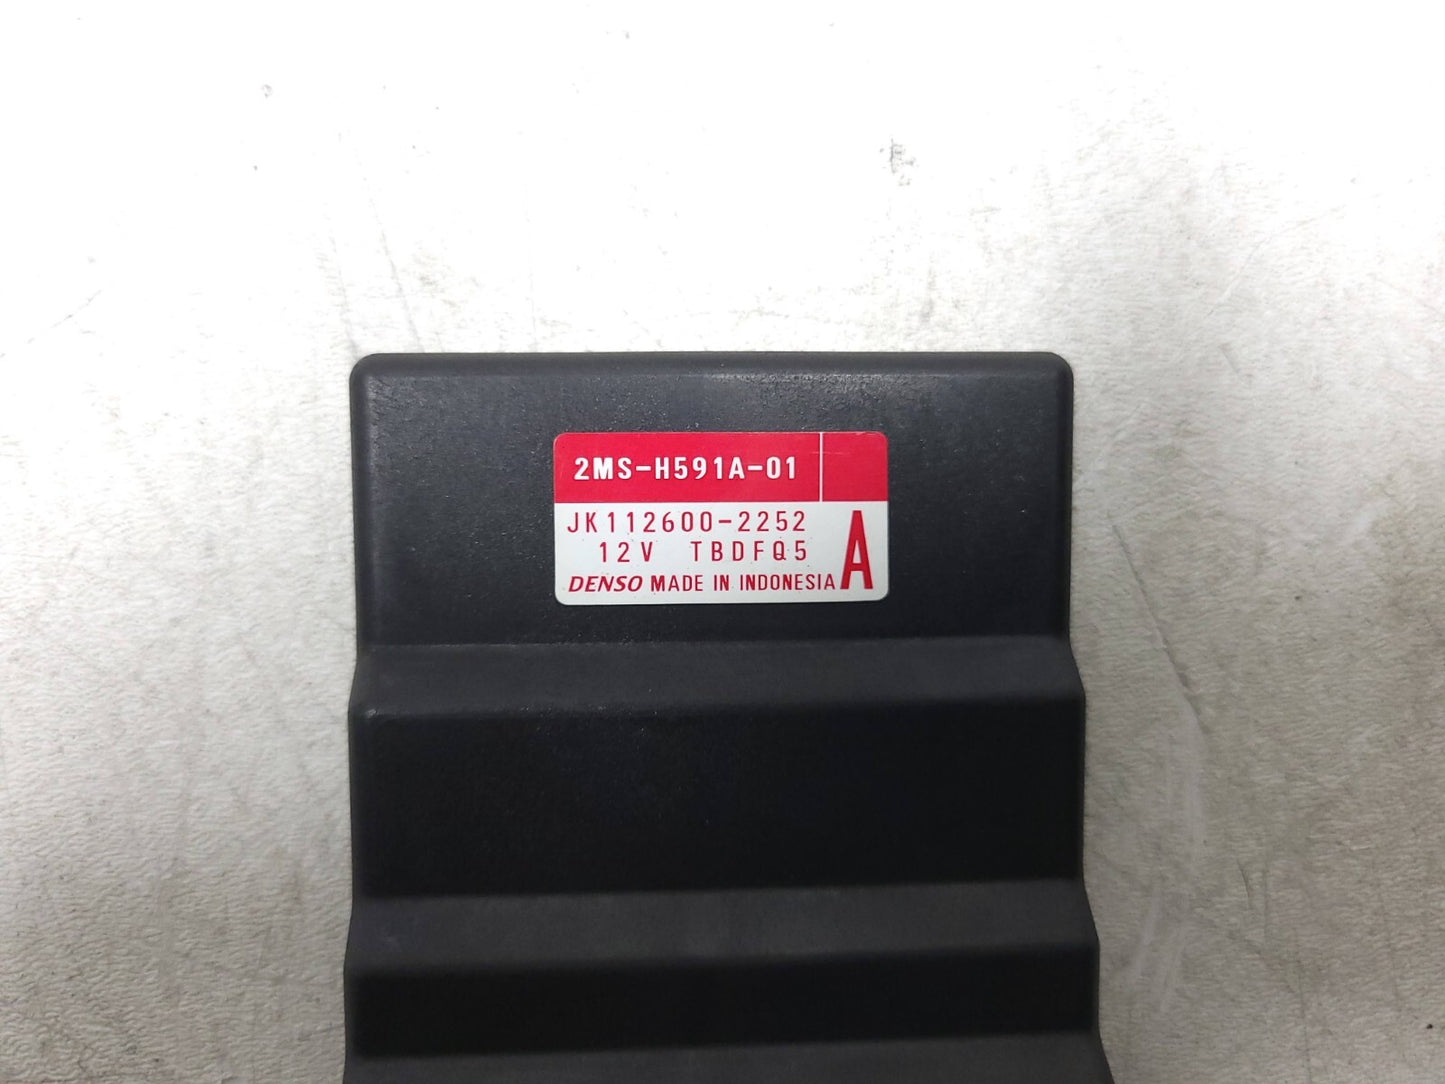 2MS-H591A-01
JK112600-2252
12V TBDFQ5
DENSO MADE IN INDONESIA
A